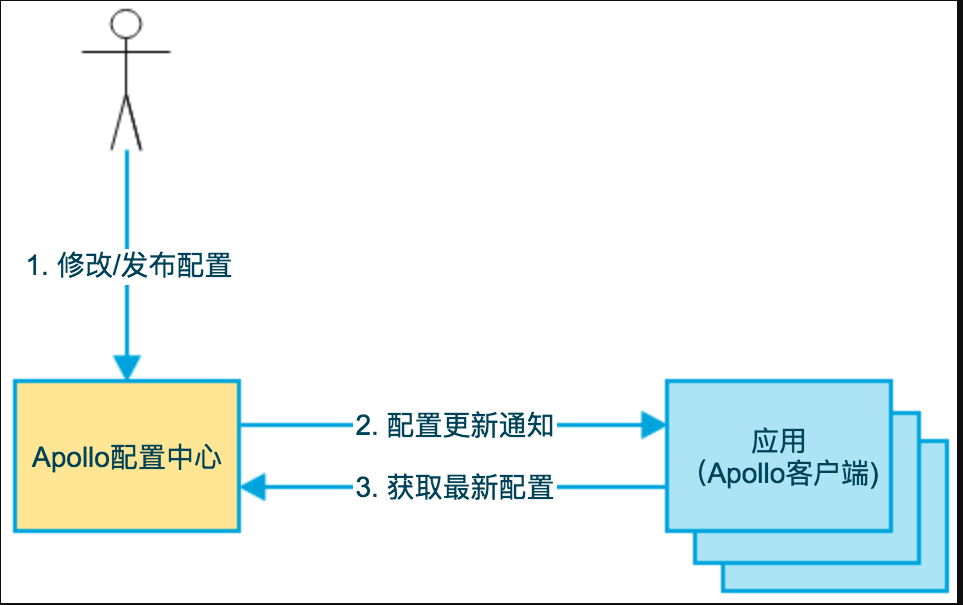 1. 修改/发布配置
Apollo配置中心
2. 配置更新通知
3. 获取最新配置
应用
（Apollo客户端)